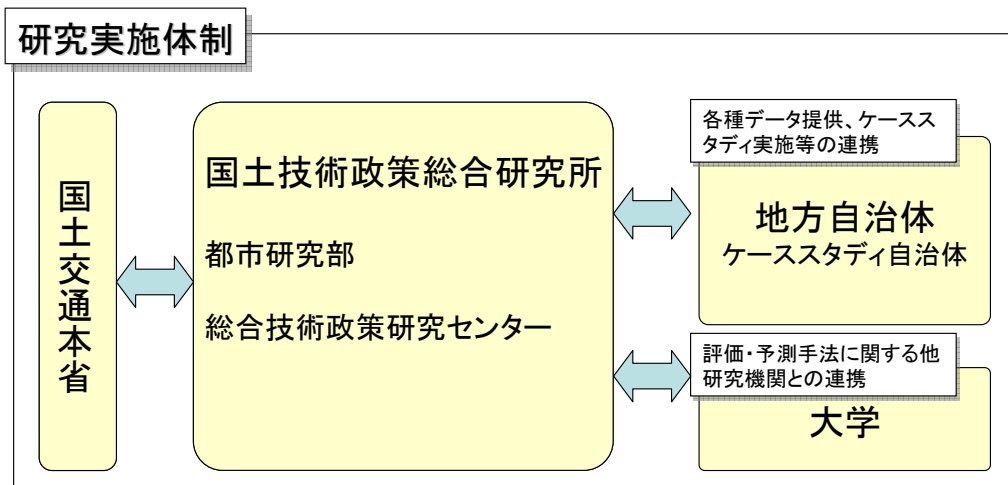 研究実施体制
国土交通本省
国土技術政策総合研究所
都市研究部
総合技術政策研究センター
各種データ提供、ケースス
タディ実施等の連携
地方自治体
ケーススタディ自治体
評価・予測手法に関する他
研究機関との連携
大学